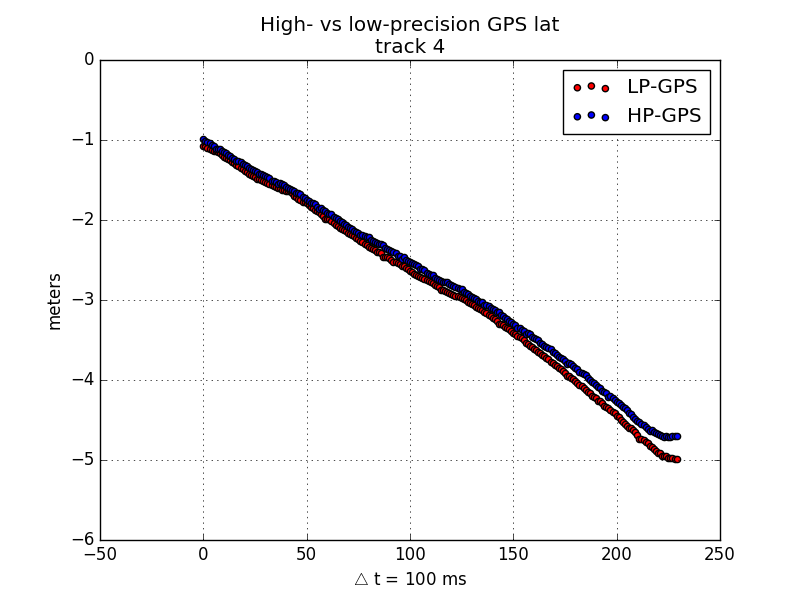 High- vs low-precision GPS lat
track 4
LP-GPS
HP-GPS
0
−1
−2
−3
−4
−5
−6
meters
−50
0
50
100
150
200
250
△ t = 100 ms